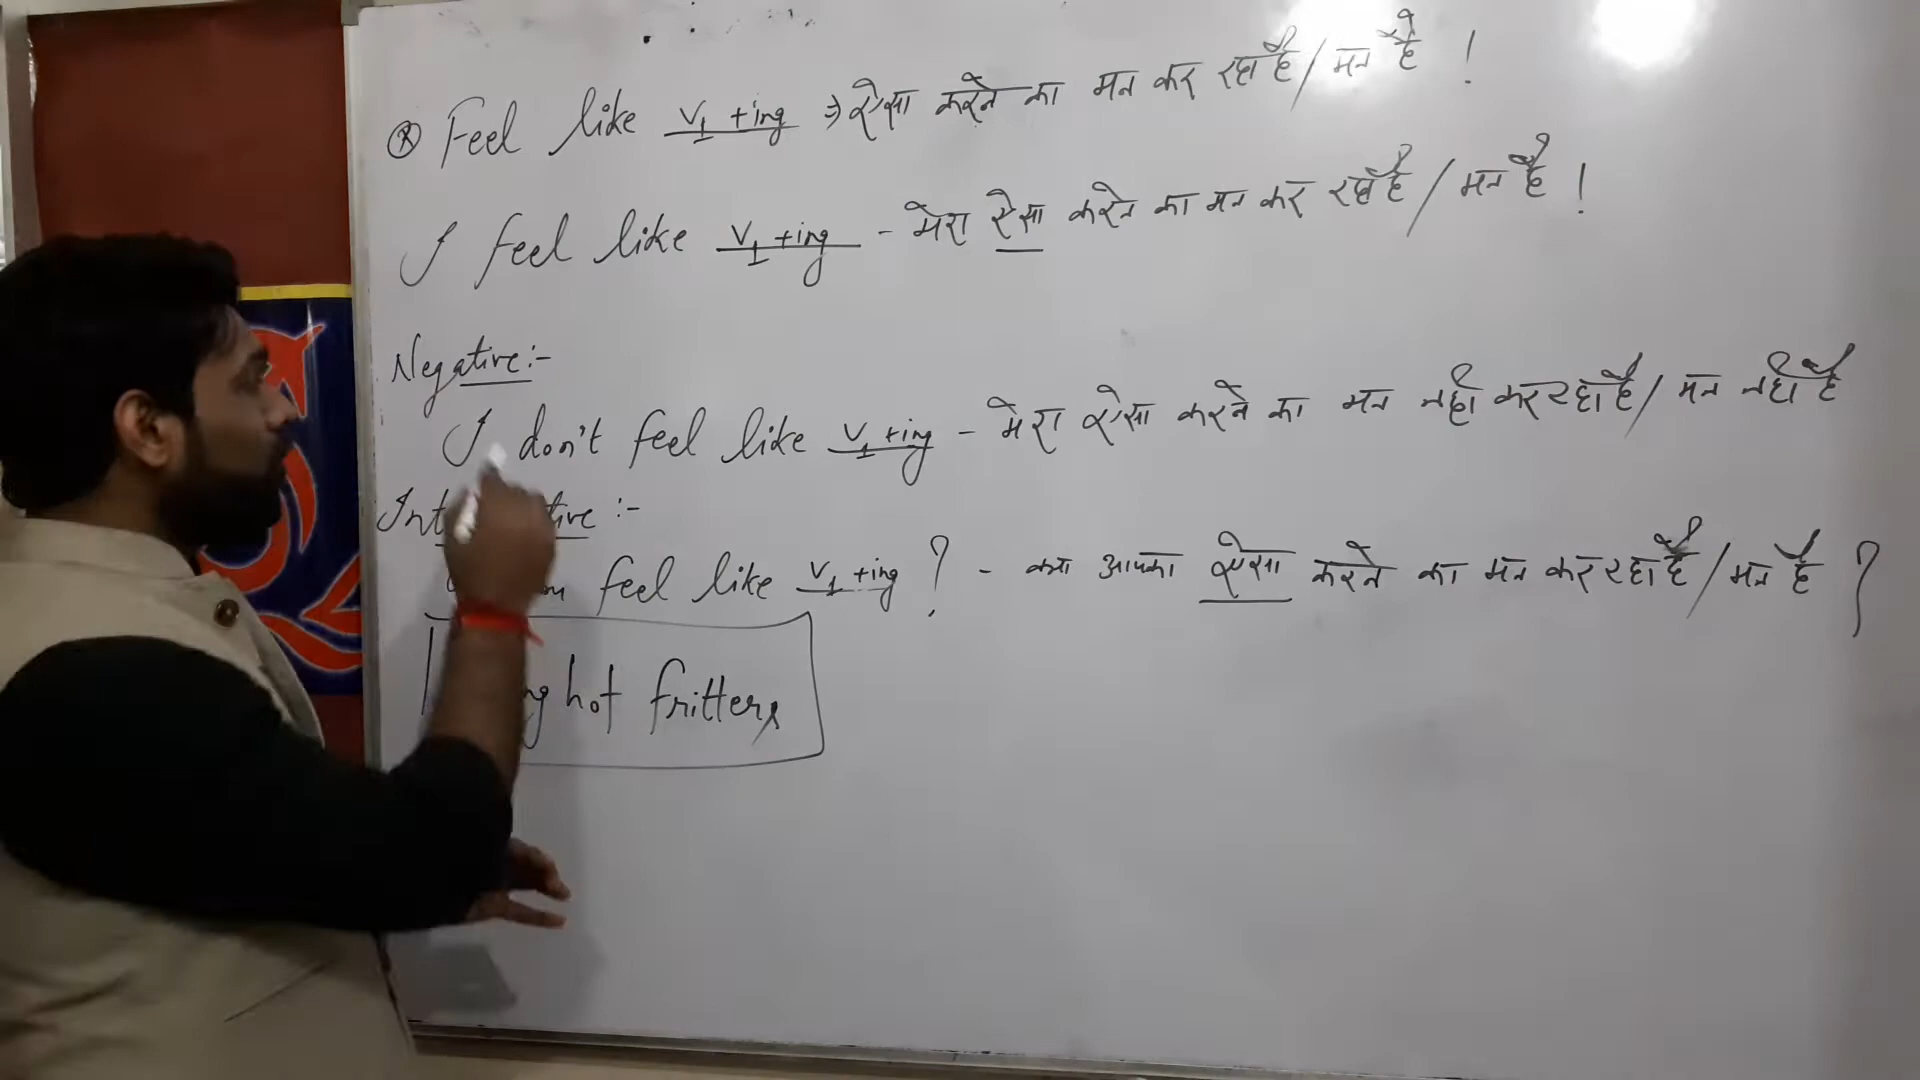 Feel like V1 +ing ⇒ ऐसा करने का मन कर रहा है / मन है !
I feel like V1 +ing - मेरा ऐसा करने का मन कर रहा है / मन है !
Negative:-
I don't feel like V1 +ing - मेरा ऐसा करने का मन नहीं कर रहा है / मन नहीं है
:-
feel like V1 +ing ? - क्या आपका ऐसा करने का मन कर रहा है / मन है ?
hot fritters